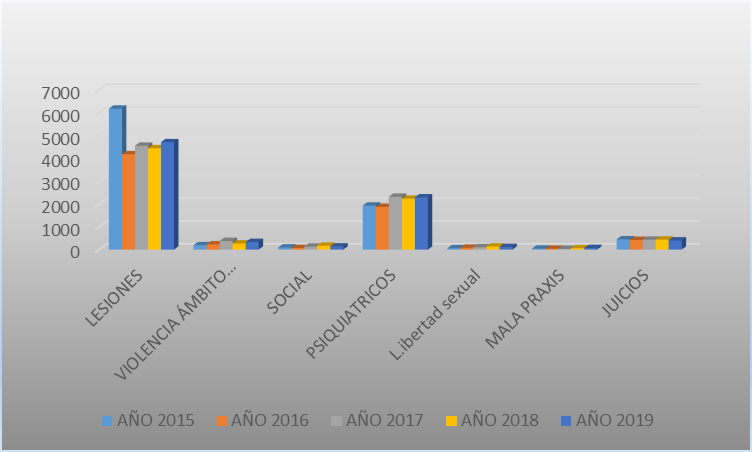 7000
6000
5000
4000
3000
2000
1000
0
LESIONES
VIOLENCIA ÁMBITO...
SOCIAL
PSIQUIATRICOS
L.ibertad sexual
MALA PRAXIS
JUICIOS
AÑO 2015 AÑO 2016 AÑO 2017 AÑO 2018 AÑO 2019